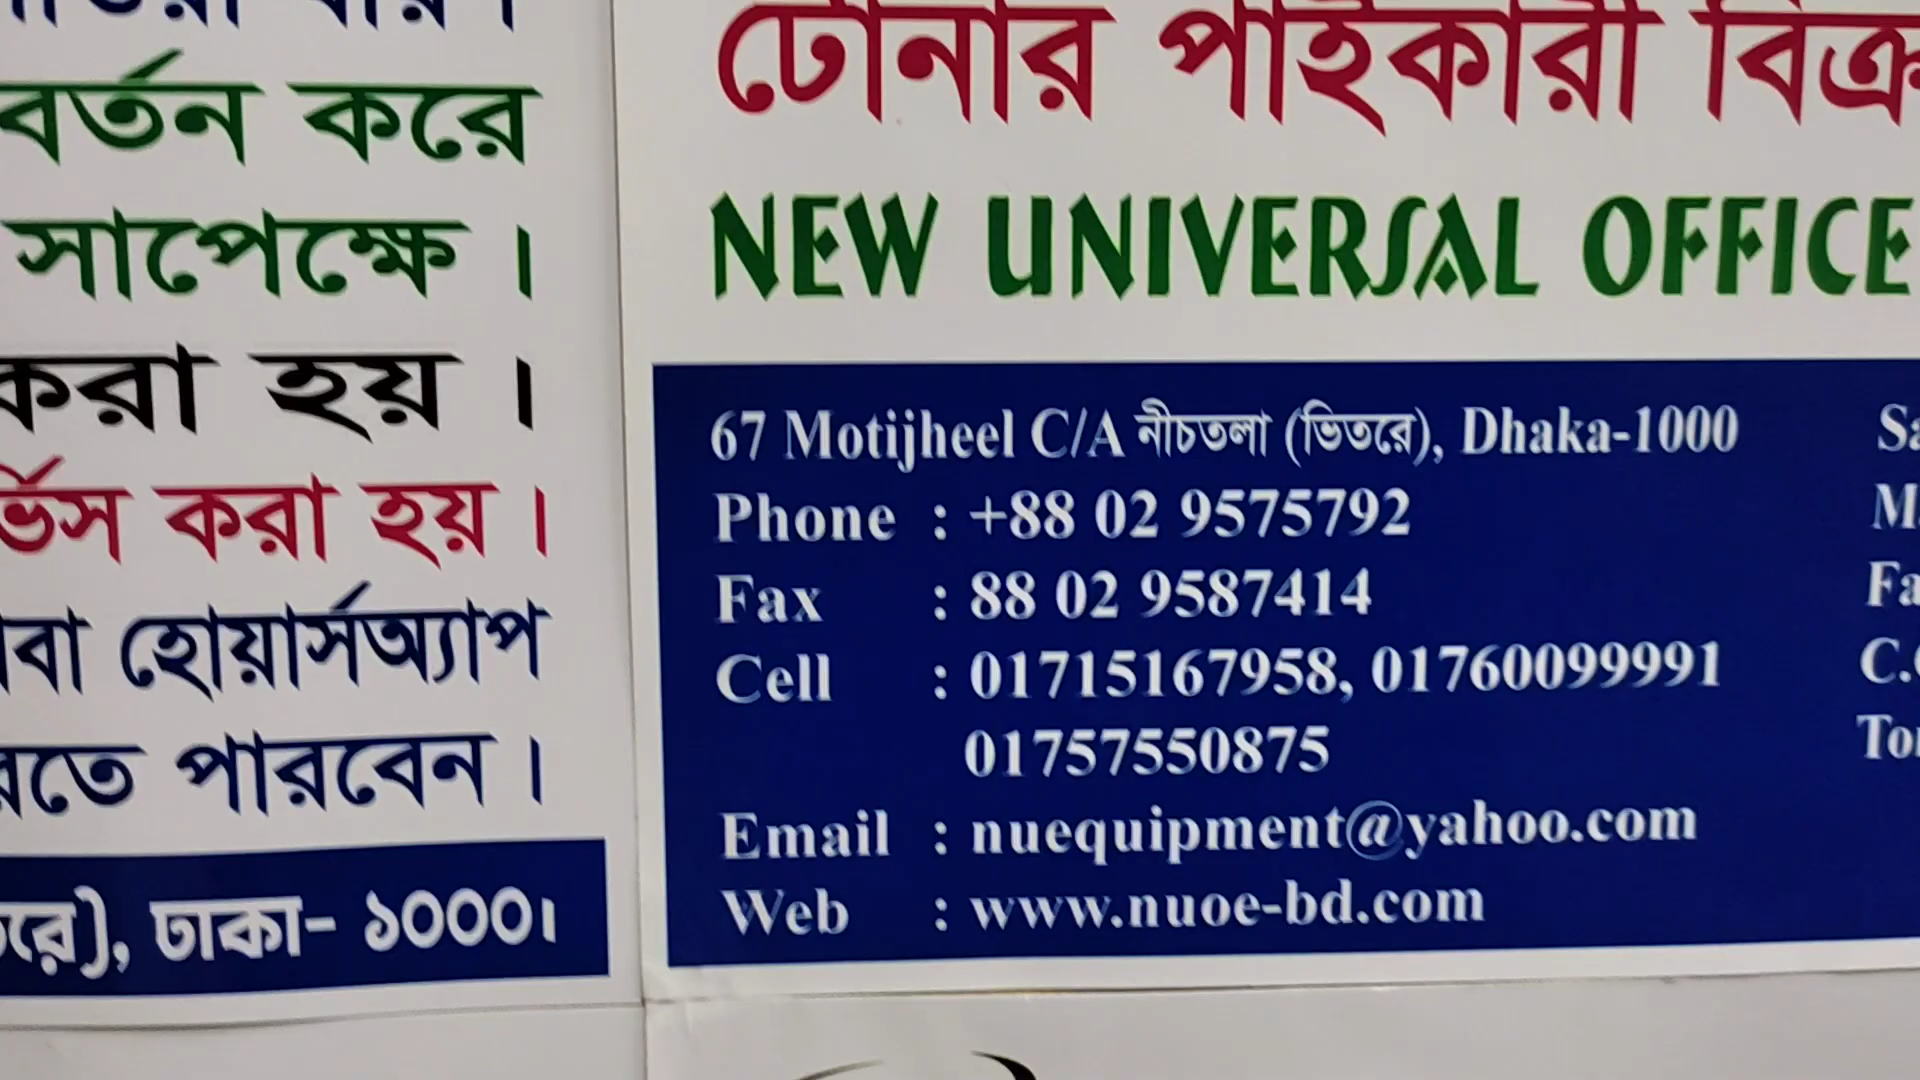 বর্তন করে
সাপেক্ষে ।
করা হয় ।
র্ভিস করা হয় ।
হোয়ার্সঅ্যাপ
পারবেন ।
ঢাকা- ১০০০।
টোনার পাইকারী বিক্র
NEW UNIVERSAL OFFICE
67 Motijheel C/A নীচতলা (ভিতরে), Dhaka-1000
Phone : +88 02 9575792
Fax : 88 02 9587414
Cell : 01715167958, 01760099991
01757550875
Email : nuequipment@yahoo.com
Web : www.nuoe-bd.com